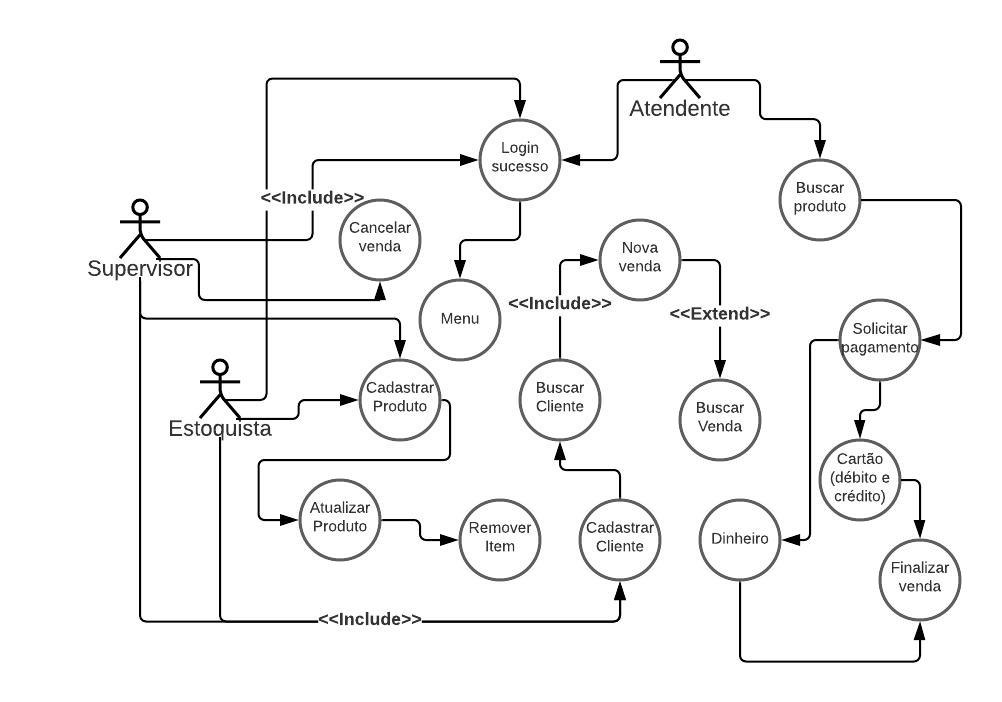 Atendente
Login
sucesso
Buscar
produto
<<Include>>
Cancelar
venda
Supervisor
Nova
venda
Menu
<<Include>>
<<Extend>>
Solicitar
pagamento
Cadastrar
Produto
Buscar
Cliente
Buscar
Venda
Estoquista
Cartão
(débito e
crédito)
Atualizar
Produto
Remover
Item
Cadastrar
Cliente
Dinheiro
Finalizar
venda
<<Include>>